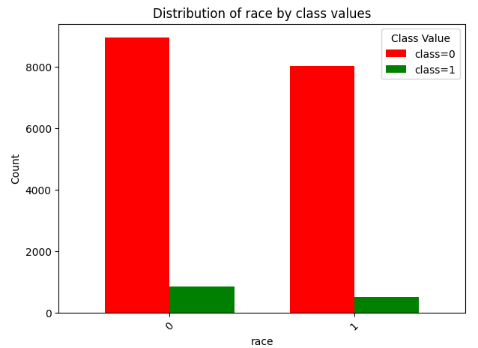 Distribution of race by class values
Class Value
class=0
class=1
8000
6000
4000
2000
0
Count
0
1
race